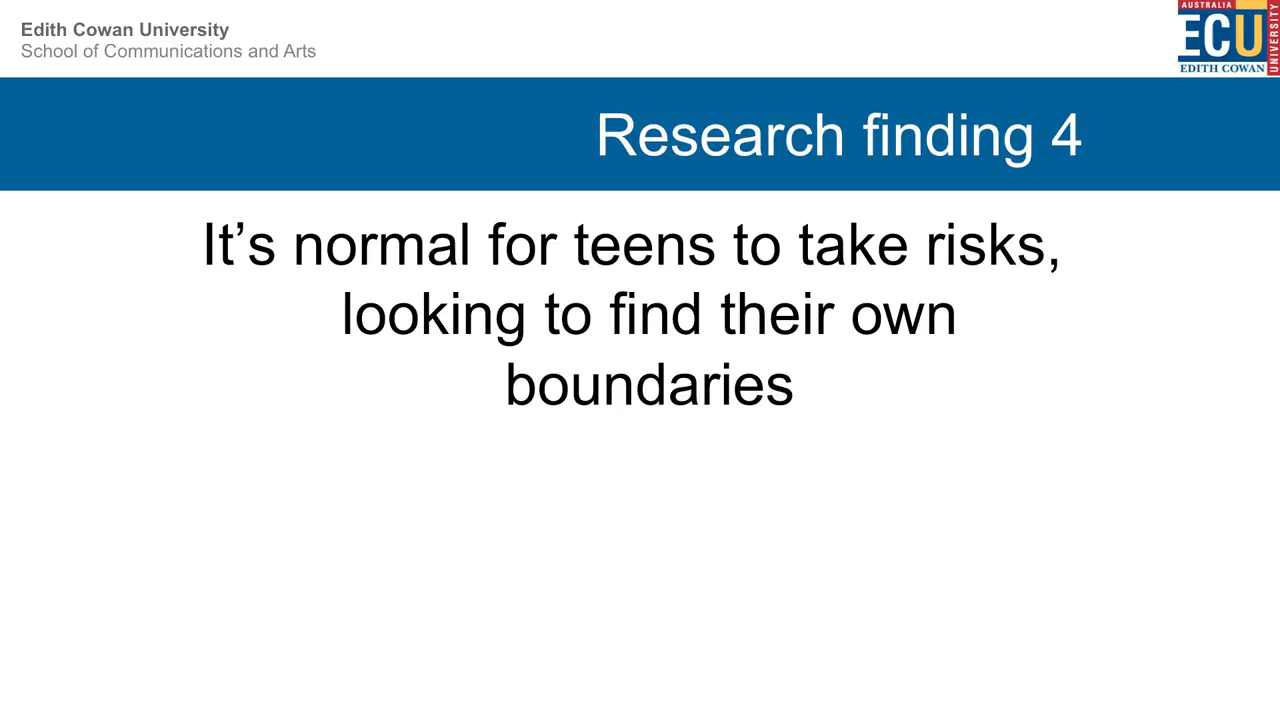 Edith Cowan University
School of Communications and Arts
AUSTRALIA
ECU
EDITH COWAN
UNIVERSITY
Research finding 4
It’s normal for teens to take risks,
looking to find their own
boundaries